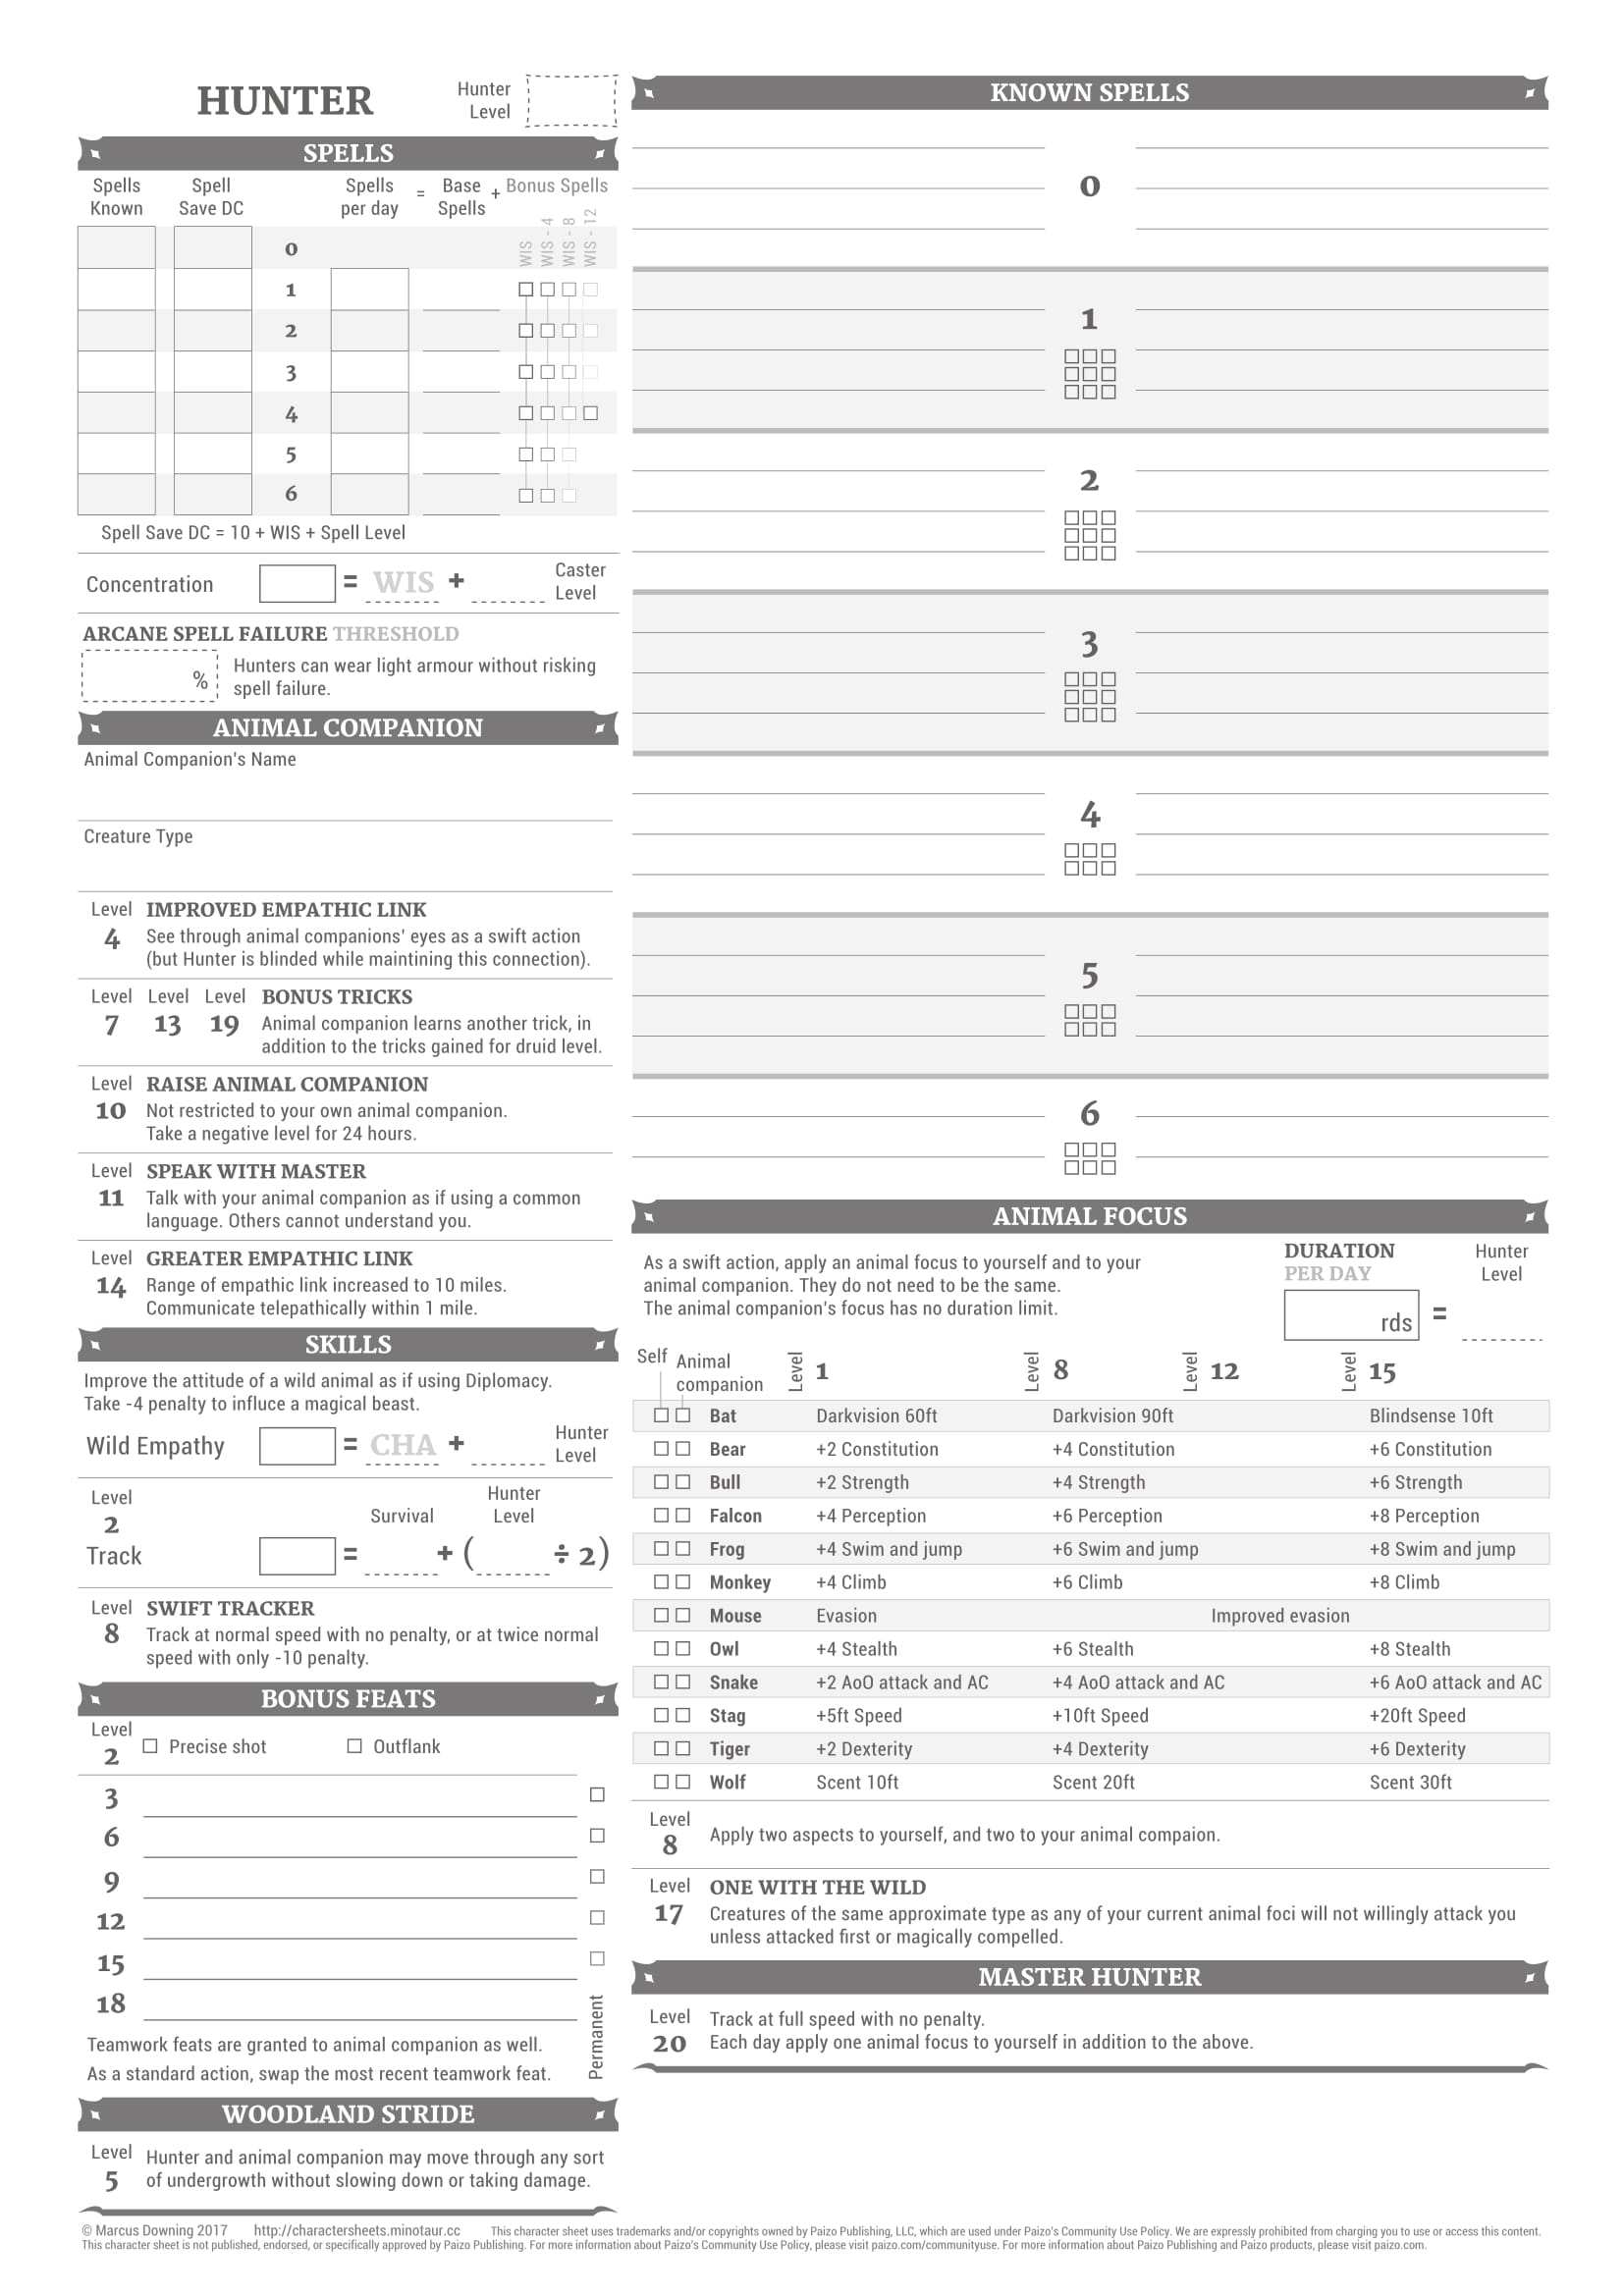 HUNTER
Hunter
Level
SPELLS
Spells
Known
Spell
Save DC
Spells
per day
=
Base
Spells
+
Bonus Spells
WIS
WIS - 4
WIS - 8
WIS - 12
0
1
2
3
4
5
6
Spell Save DC = 10 + WIS + Spell Level
Concentration = WIS +
Caster
Level
ARCANE SPELL FAILURE THRESHOLD
%
Hunters can wear light armour without risking
spell failure.
ANIMAL COMPANION
Animal Companion's Name
Creature Type
Level IMPROVED EMPATHIC LINK
4 See through animal companions' eyes as a swift action
(but Hunter is blinded while maintining this connection).
Level Level Level BONUS TRICKS
7 13 19 Animal companion learns another trick, in
addition to the tricks gained for druid level.
Level RAISE ANIMAL COMPANION
10 Not restricted to your own animal companion.
Take a negative level for 24 hours.
Level SPEAK WITH MASTER
11 Talk with your animal companion as if using a common
language. Others cannot understand you.
Level GREATER EMPATHIC LINK
14 Range of empathic link increased to 10 miles.
Communicate telepathically within 1 mile.
SKILLS
Improve the attitude of a wild animal as if using Diplomacy.
Take -4 penalty to influce a magical beast.
Wild Empathy = CHA +
Hunter
Level
Level
2
Survival
Hunter
Level
Track = + ( ÷ 2)
Level SWIFT TRACKER
8 Track at normal speed with no penalty, or at twice normal
speed with only -10 penalty.
BONUS FEATS
Level
2 Precise shot Outflank
3
6
9
12
15
18
Permanent
Teamwork feats are granted to animal companion as well.
As a standard action, swap the most recent teamwork feat.
WOODLAND STRIDE
Level Hunter and animal companion may move through any sort
5 of undergrowth without slowing down or taking damage.
KNOWN SPELLS
0
1
2
3
4
5
6
ANIMAL FOCUS
As a swift action, apply an animal focus to yourself and to your
animal companion. They do not need to be the same.
The animal companion's focus has no duration limit.
DURATION
PER DAY
rds =
Hunter
Level
Self Animal
companion
Level 1 Level 8 Level 12 Level 15
Bat Darkvision 60ft Darkvision 90ft Blindsense 10ft
Bear +2 Constitution +4 Constitution +6 Constitution
Bull +2 Strength +4 Strength +6 Strength
Falcon +4 Perception +6 Perception +8 Perception
Frog +4 Swim and jump +6 Swim and jump +8 Swim and jump
Monkey +4 Climb +6 Climb +8 Climb
Mouse Evasion Improved evasion
Owl +4 Stealth +6 Stealth +8 Stealth
Snake +2 AoO attack and AC +4 AoO attack and AC +6 AoO attack and AC
Stag +5ft Speed +10ft Speed +20ft Speed
Tiger +2 Dexterity +4 Dexterity +6 Dexterity
Wolf Scent 10ft Scent 20ft Scent 30ft
Level
8 Apply two aspects to yourself, and two to your animal compaion.
Level ONE WITH THE WILD
17 Creatures of the same approximate type as any of your current animal foci will not willingly attack you
unless attacked first or magically compelled.
MASTER HUNTER
Level Track at full speed with no penalty.
20 Each day apply one animal focus to yourself in addition to the above.
© Marcus Downing 2017 http://charactersheets.minotaur.cc This character sheet uses trademarks and/or copyrights owned by Paizo Publishing, LLC, which are used under Paizo's Community Use Policy. We are expressly prohibited from charging you to use or access this content.
This character sheet is not published, endorsed, or specifically approved by Paizo Publishing. For more information about Paizo's Community Use Policy, please visit paizo.com/communityuse. For more information about Paizo Publishing and Paizo products, please visit paizo.com.